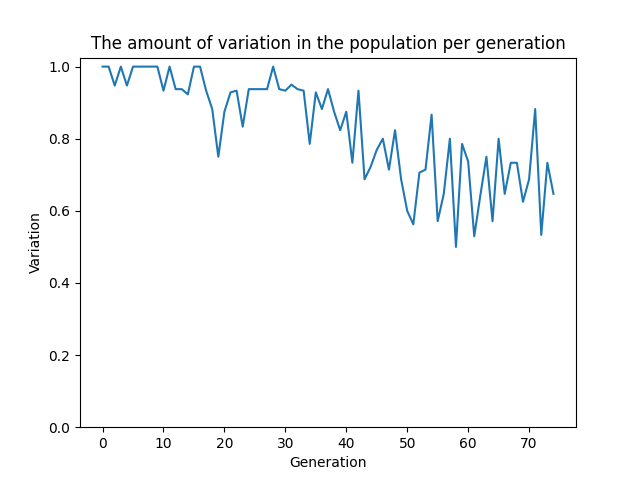 The amount of variation in the population per generation
1.0
0.8
0.6
0.4
0.2
0.0
Variation
0 10 20 30 40 50 60 70
Generation